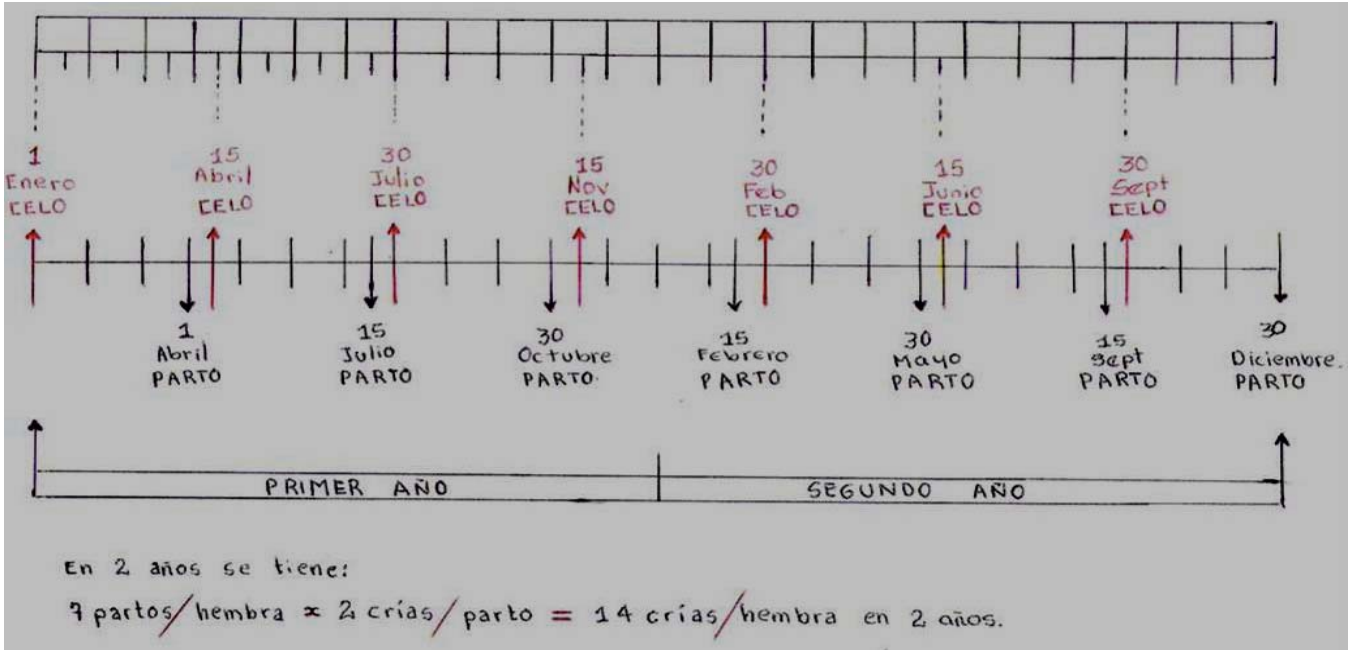 1
Enero
CELO
15
Abril
CELO
30
Julio
CELO
15
Nov
CELO
30
Feb
CELO
15
Junio
CELO
30
Sept
CELO
1
Abril
PARTO
15
Julio
PARTO
30
Octubre
PARTO.
15
Febrero
PARTO
30
Mayo
PARTO
15
Sept
PARTO
30
Diciembre.
PARTO
PRIMER AÑO
SEGUNDO AÑO
En 2 años se tiene:
7 partos/hembra x 2 crías/parto = 14 crías/hembra en 2 años.